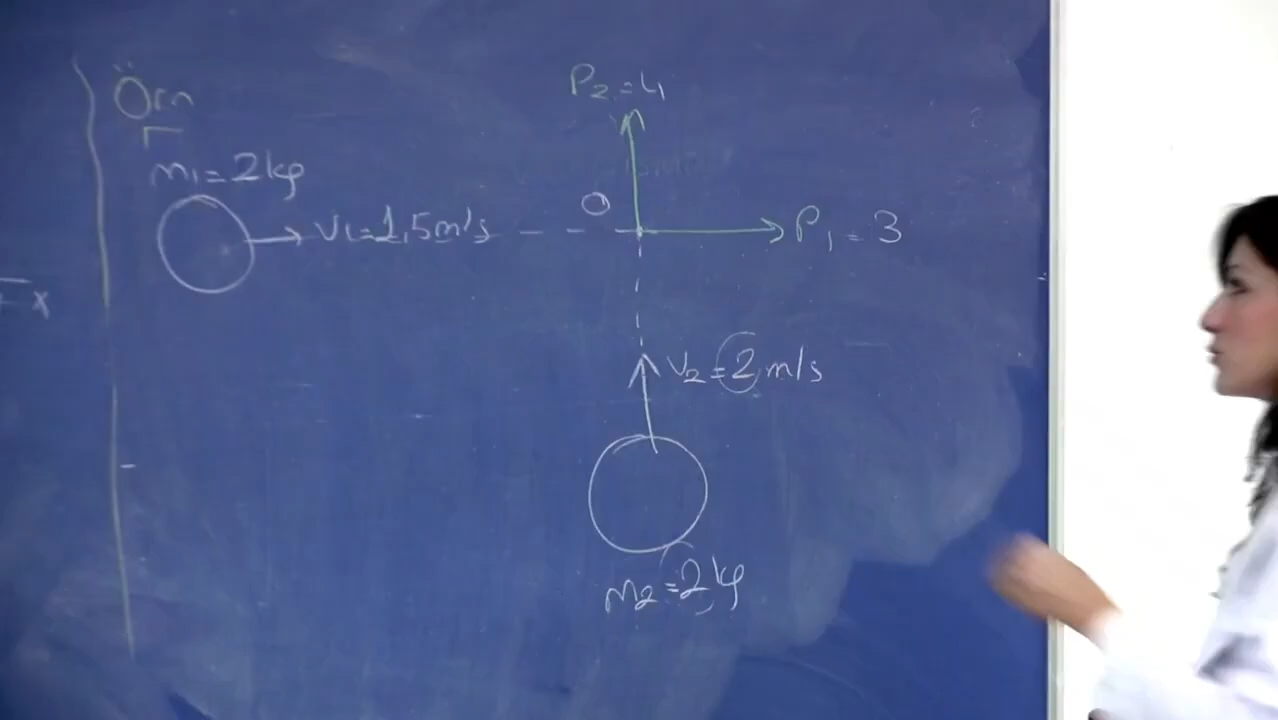 Örn
P₂=4
m₁=2kg
V₁=1,5m/s
O
P₁=3
V₂=2m/s
m₂=2kg